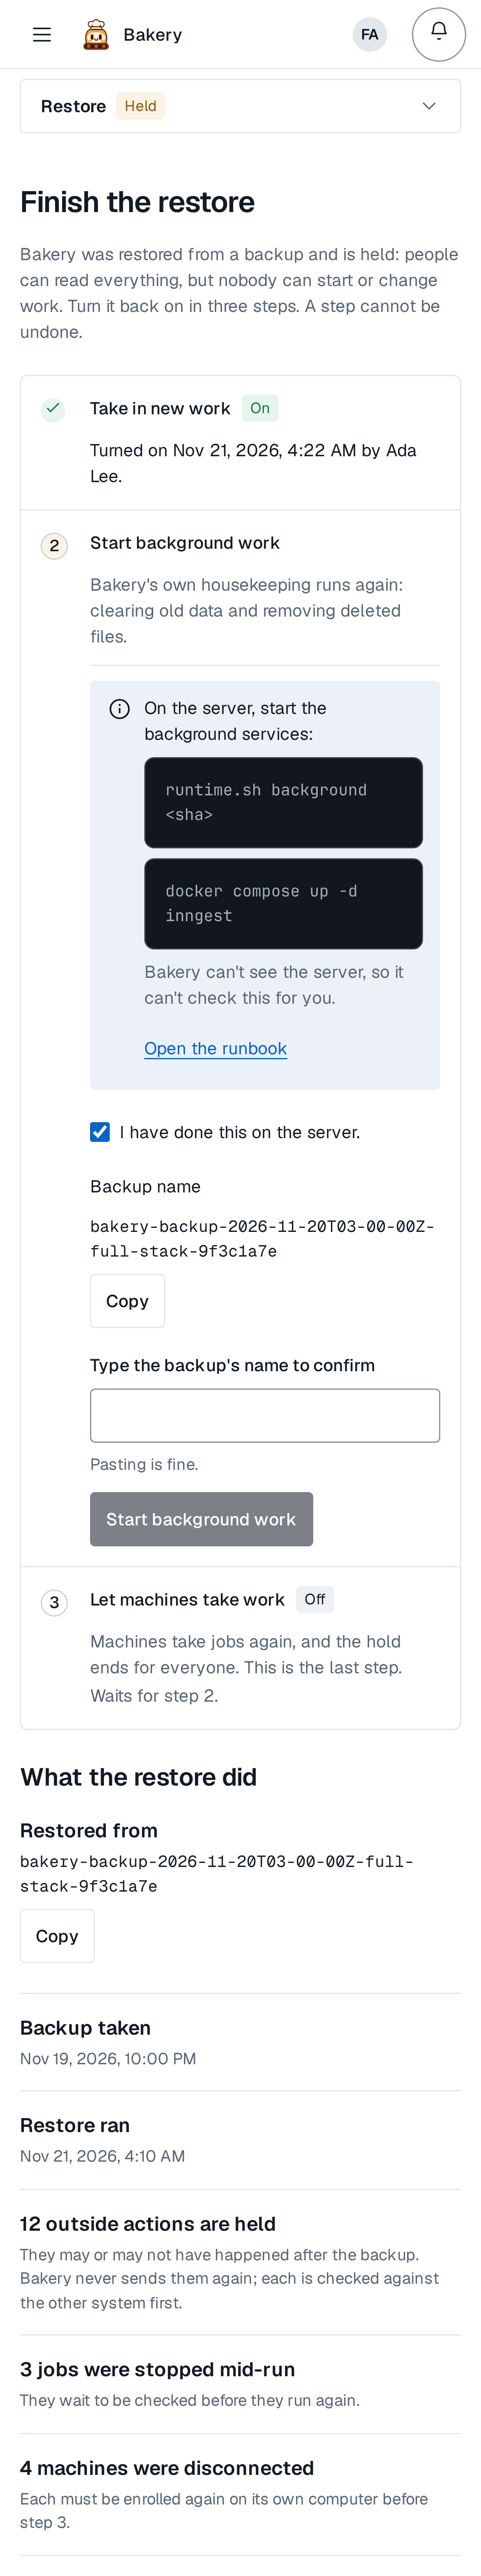 Bakery
FA
Restore Held
Finish the restore
Bakery was restored from a backup and is held: people
can read everything, but nobody can start or change
work. Turn it back on in three steps. A step cannot be
undone.
Take in new work On
Turned on Nov 21, 2026, 4:22 AM by Ada
Lee.
2 Start background work
Bakery's own housekeeping runs again:
clearing old data and removing deleted
files.
On the server, start the
background services:
runtime.sh background
<sha>
docker compose up -d
inngest
Bakery can't see the server, so it
can't check this for you.
Open the runbook
I have done this on the server.
Backup name
bakery-backup-2026-11-20T03-00-00Z-
full-stack-9f3c1a7e
Copy
Type the backup's name to confirm
Pasting is fine.
Start background work
3 Let machines take work Off
Machines take jobs again, and the hold
ends for everyone. This is the last step.
Waits for step 2.
What the restore did
Restored from
bakery-backup-2026-11-20T03-00-00Z-full-
stack-9f3c1a7e
Copy
Backup taken
Nov 19, 2026, 10:00 PM
Restore ran
Nov 21, 2026, 4:10 AM
12 outside actions are held
They may or may not have happened after the backup.
Bakery never sends them again; each is checked against
the other system first.
3 jobs were stopped mid-run
They wait to be checked before they run again.
4 machines were disconnected
Each must be enrolled again on its own computer before
step 3.